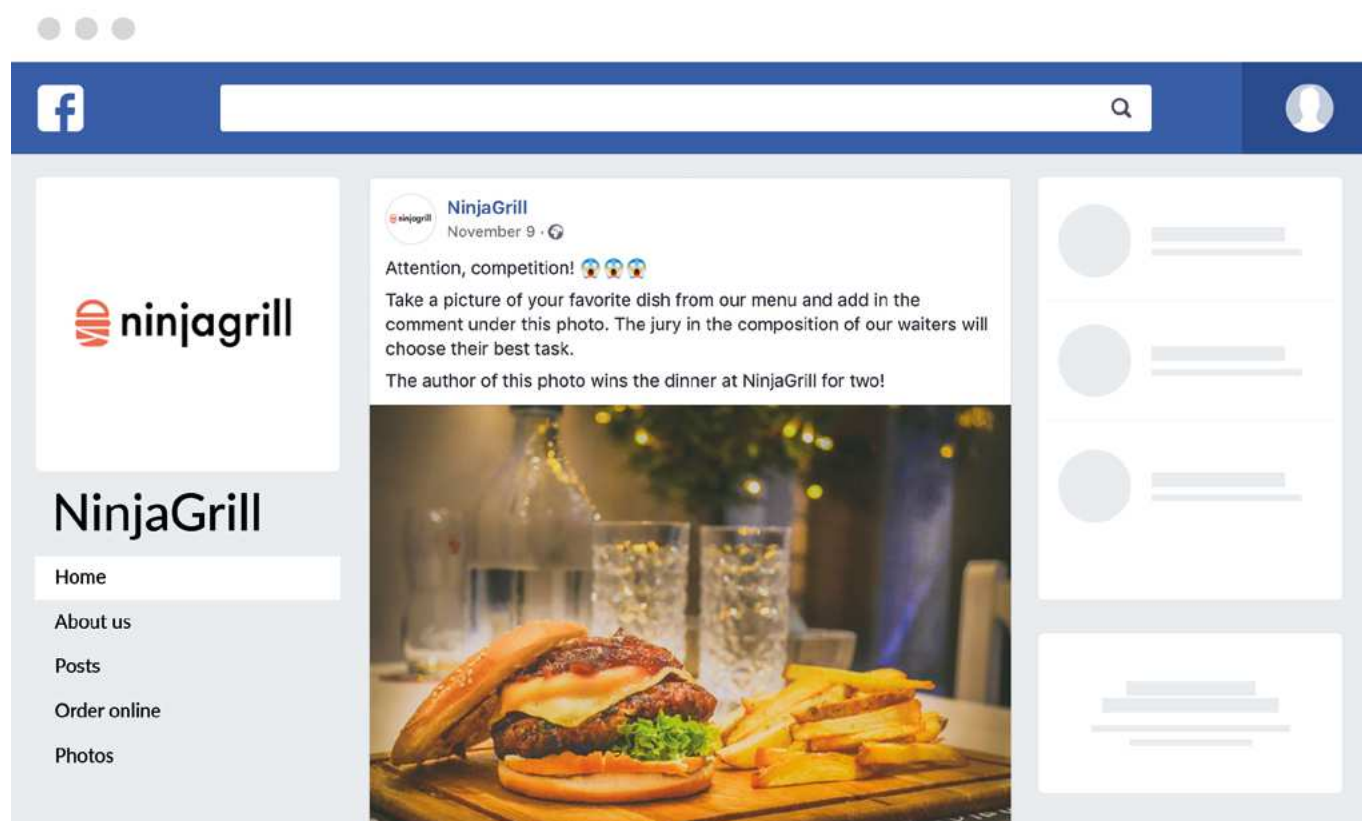 f
ninjagrill
NinjaGrill
Home
About us
Posts
Order online
Photos
ninjagrill
NinjaGrill
November 9 ·
Attention, competition! 😱😱😱
Take a picture of your favorite dish from our menu and add in the
comment under this photo. The jury in the composition of our waiters will
choose their best task.
The author of this photo wins the dinner at NinjaGrill for two!